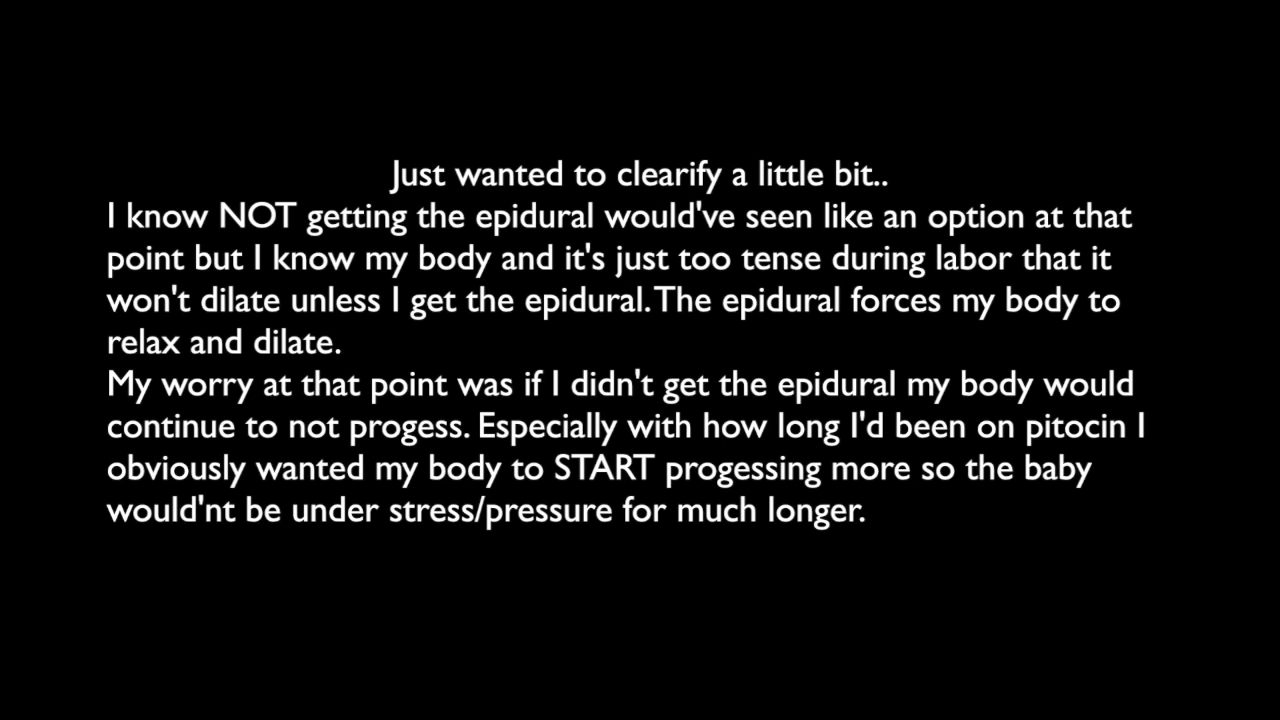 Just wanted to clearify a little bit..
I know NOT getting the epidural would've seen like an option at that
point but I know my body and it's just too tense during labor that it
won't dilate unless I get the epidural. The epidural forces my body to
relax and dilate.
My worry at that point was if I didn't get the epidural my body would
continue to not progess. Especially with how long I'd been on pitocin I
obviously wanted my body to START progessing more so the baby
would'nt be under stress/pressure for much longer.